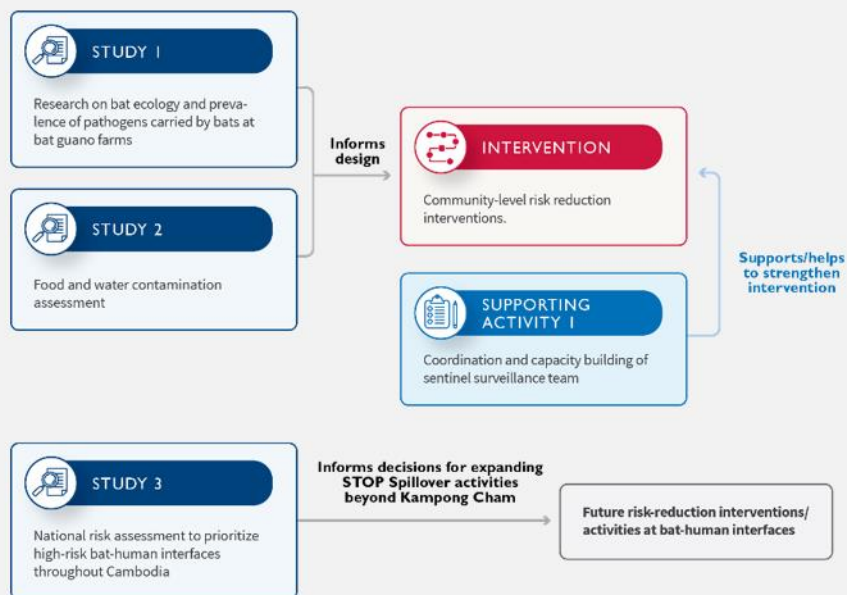 STUDY 1
Research on bat ecology and preva-
lence of pathogens carried by bats at
bat guano farms
STUDY 2
Food and water contamination
assessment
Informs
design
INTERVENTION
Community-level risk reduction
interventions.
SUPPORTING
ACTIVITY 1
Coordination and capacity building of
sentinel surveillance team
Supports/helps
to strengthen
intervention
STUDY 3
National risk assessment to prioritize
high-risk bat-human interfaces
throughout Cambodia
Informs decisions for expanding
STOP Spillover activities
beyond Kampong Cham
Future risk-reduction interventions/
activities at bat-human interfaces